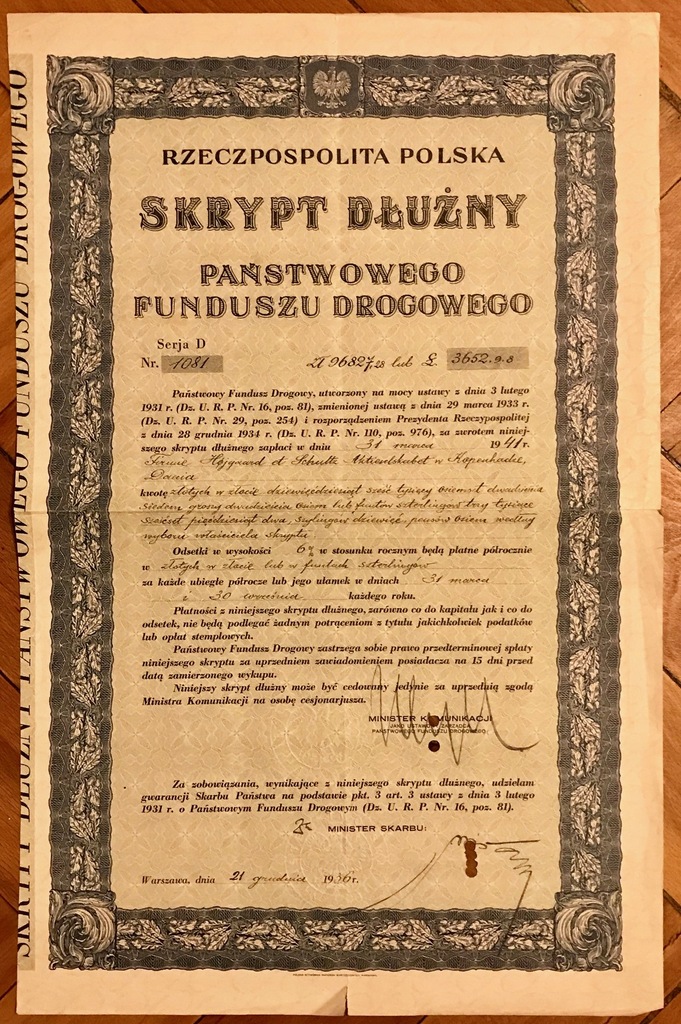 SKRYPT DŁUŻNY PAŃSTWOWEGO FUNDUSZU DROGOWEGO
RZECZPOSPOLITA POLSKA
SKRYPT DŁUŻNY
PAŃSTWOWEGO
FUNDUSZU DROGOWEGO
Serja D
Nr. 1081 Zł 96827,28 lub £ 3652.9.8
Państwowy Fundusz Drogowy, utworzony na mocy ustawy z dnia 3 lutego
1931 r. (Dz. U. R. P. Nr. 16, poz. 81), zmienionej ustawą z dnia 29 marca 1933 r.
(Dz. U. R. P. Nr. 29, poz. 254) i rozporządzeniem Prezydenta Rzeczypospolitej
z dnia 28 grudnia 1934 r. (Dz. U. R. P. Nr. 110, poz. 976), za zwrotem niniej-
szego skryptu dłużnego zapłaci w dniu 31 marca 1941 r.
Firmie Højgaard et Schultz Aktieselskabet w Kopenhadze,
Dania
kwotę złotych w złocie dziewięćdziesiąt sześć tysięcy osiemset dwadzieścia
siedem groszy dwadzieścia osiem lub funtów szterlingów trzy tysiące
sześćset pięćdziesiąt dwa, szylingów dziewięć, pensów osiem według
wyboru właściciela skryptu.
Odsetki w wysokości 6% w stosunku rocznym będą płatne półrocznie
w złotych w złocie lub w funtach szterlingów
za każde ubiegłe półrocze lub jego ułamek w dniach 31 marca
i 30 września każdego roku.
Płatności z niniejszego skryptu dłużnego, zarówno co do kapitału jak i co do
odsetek, nie będą podlegać żadnym potrąceniom z tytułu jakichkolwiek podatków
lub opłat stemplowych.
Państwowy Fundusz Drogowy zastrzega sobie prawo przedterminowej spłaty
niniejszego skryptu za uprzedniem zawiadomieniem posiadacza na 15 dni przed
datą zamierzonego wykupu.
Niniejszy skrypt dłużny może być cedowany jedynie za uprzednią zgodą
Ministra Komunikacji na osobę cesjonarjusza.
MINISTER KOMUNIKACJI
JAKO USTAWOWY ZARZĄDCA
PAŃSTWOWEGO FUNDUSZU DROGOWEGO:
Za zobowiązania, wynikające z niniejszego skryptu dłużnego, udzielam
gwarancji Skarbu Państwa na podstawie pkt. 3 art. 3 ustawy z dnia 3 lutego
1931 r. o Państwowym Funduszu Drogowym (Dz. U. R. P. Nr. 16, poz. 81).
MINISTER SKARBU:
Warszawa, dnia 21 grudnia 1936 r.